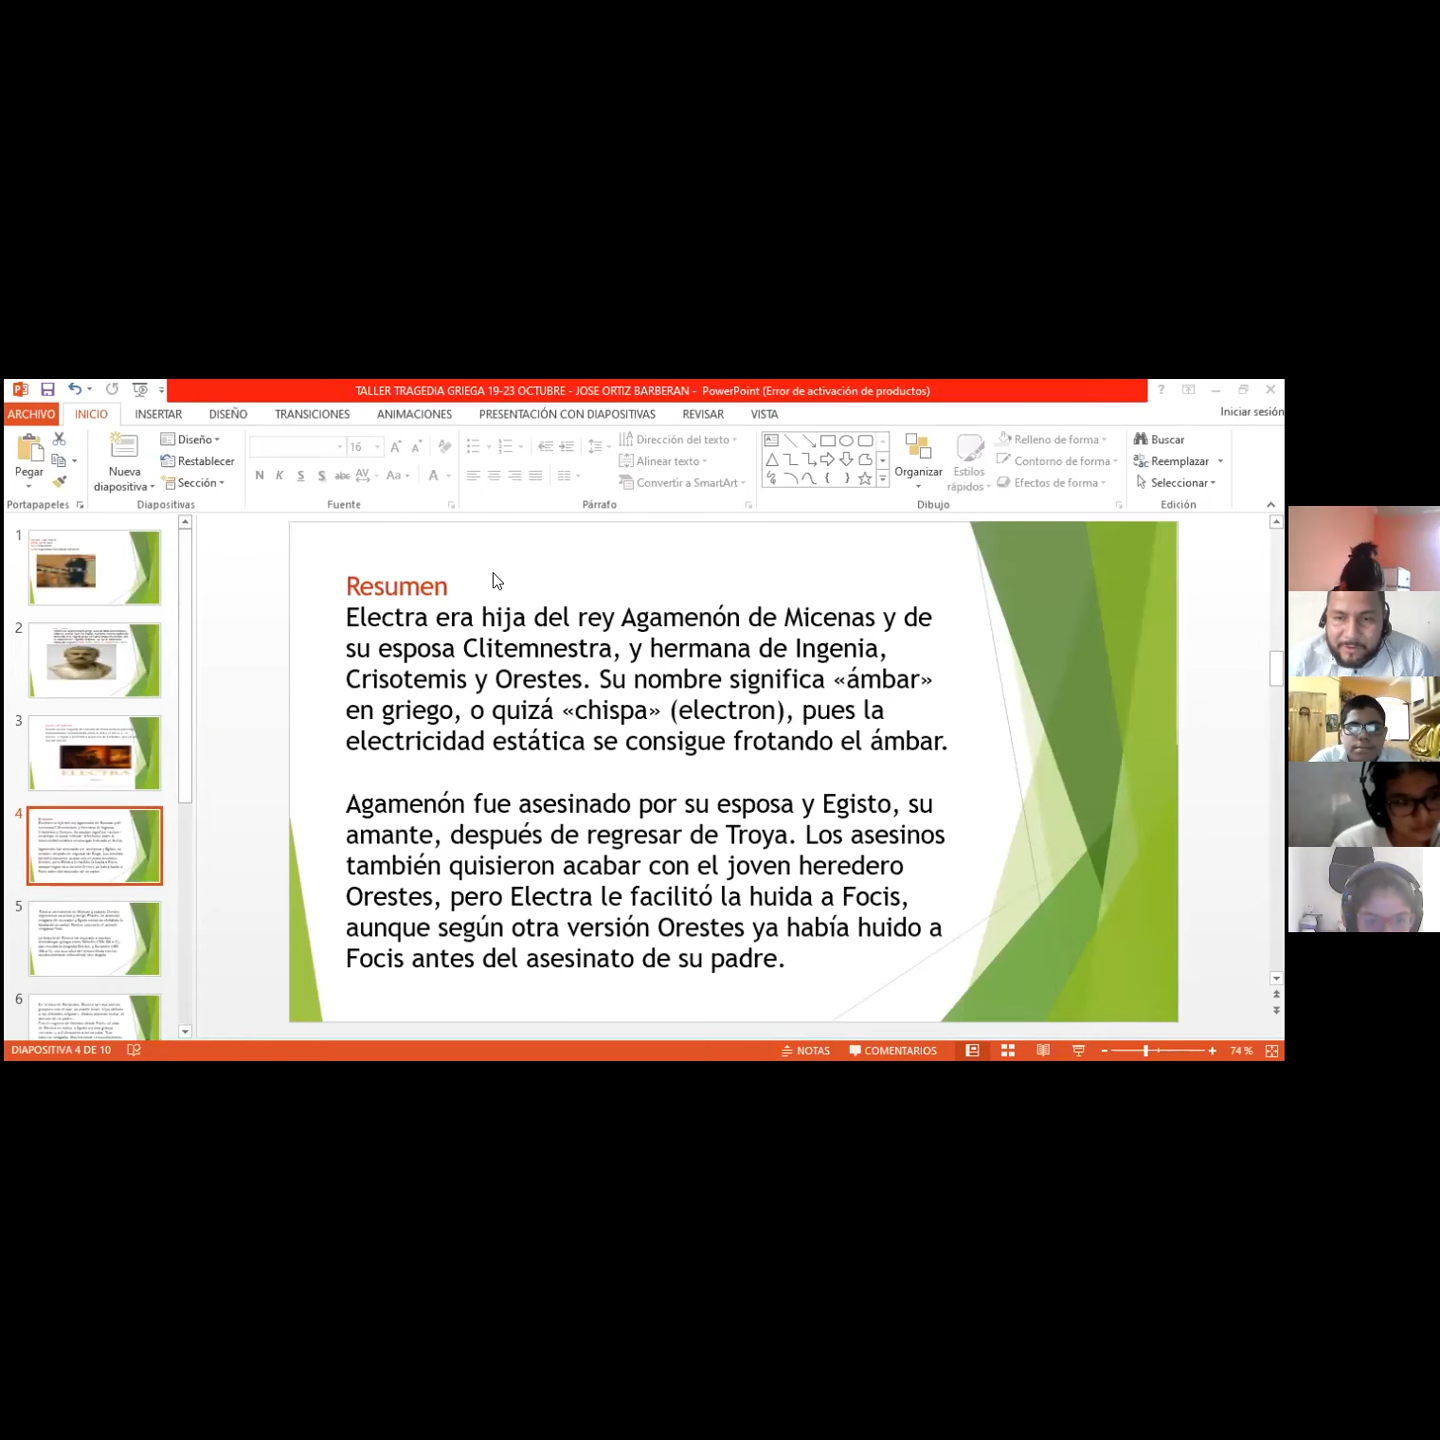 TALLER TRAGEDIA GRIEGA 19-23 OCTUBRE - JOSE ORTIZ BARBERAN - PowerPoint (Error de activación de productos)
?
ARCHIVO INICIO INSERTAR DISEÑO TRANSICIONES ANIMACIONES PRESENTACIÓN CON DIAPOSITIVAS REVISAR VISTA
Iniciar sesión
Pegar
Nueva diapositiva
Diseño
Restablecer
Sección
16
N K S S abc AV Aa A
Dirección del texto
Alinear texto
Convertir a SmartArt
Organizar
Estilos rápidos
Relleno de forma
Contorno de forma
Efectos de forma
Buscar
Reemplazar
Seleccionar
Portapapeles
Diapositivas
Fuente
Párrafo
Dibujo
Edición
1
2
3
ELECTRA
4
5
6
Resumen
Electra era hija del rey Agamenón de Micenas y de
su esposa Clitemnestra, y hermana de Ingenia,
Crisotemis y Orestes. Su nombre significa «ámbar»
en griego, o quizá «chispa» (electron), pues la
electricidad estática se consigue frotando el ámbar.
Agamenón fue asesinado por su esposa y Egisto, su
amante, después de regresar de Troya. Los asesinos
también quisieron acabar con el joven heredero
Orestes, pero Electra le facilitó la huida a Focis,
aunque según otra versión Orestes ya había huido a
Focis antes del asesinato de su padre.
DIAPOSITIVA 4 DE 10
NOTAS
COMENTARIOS
74 %